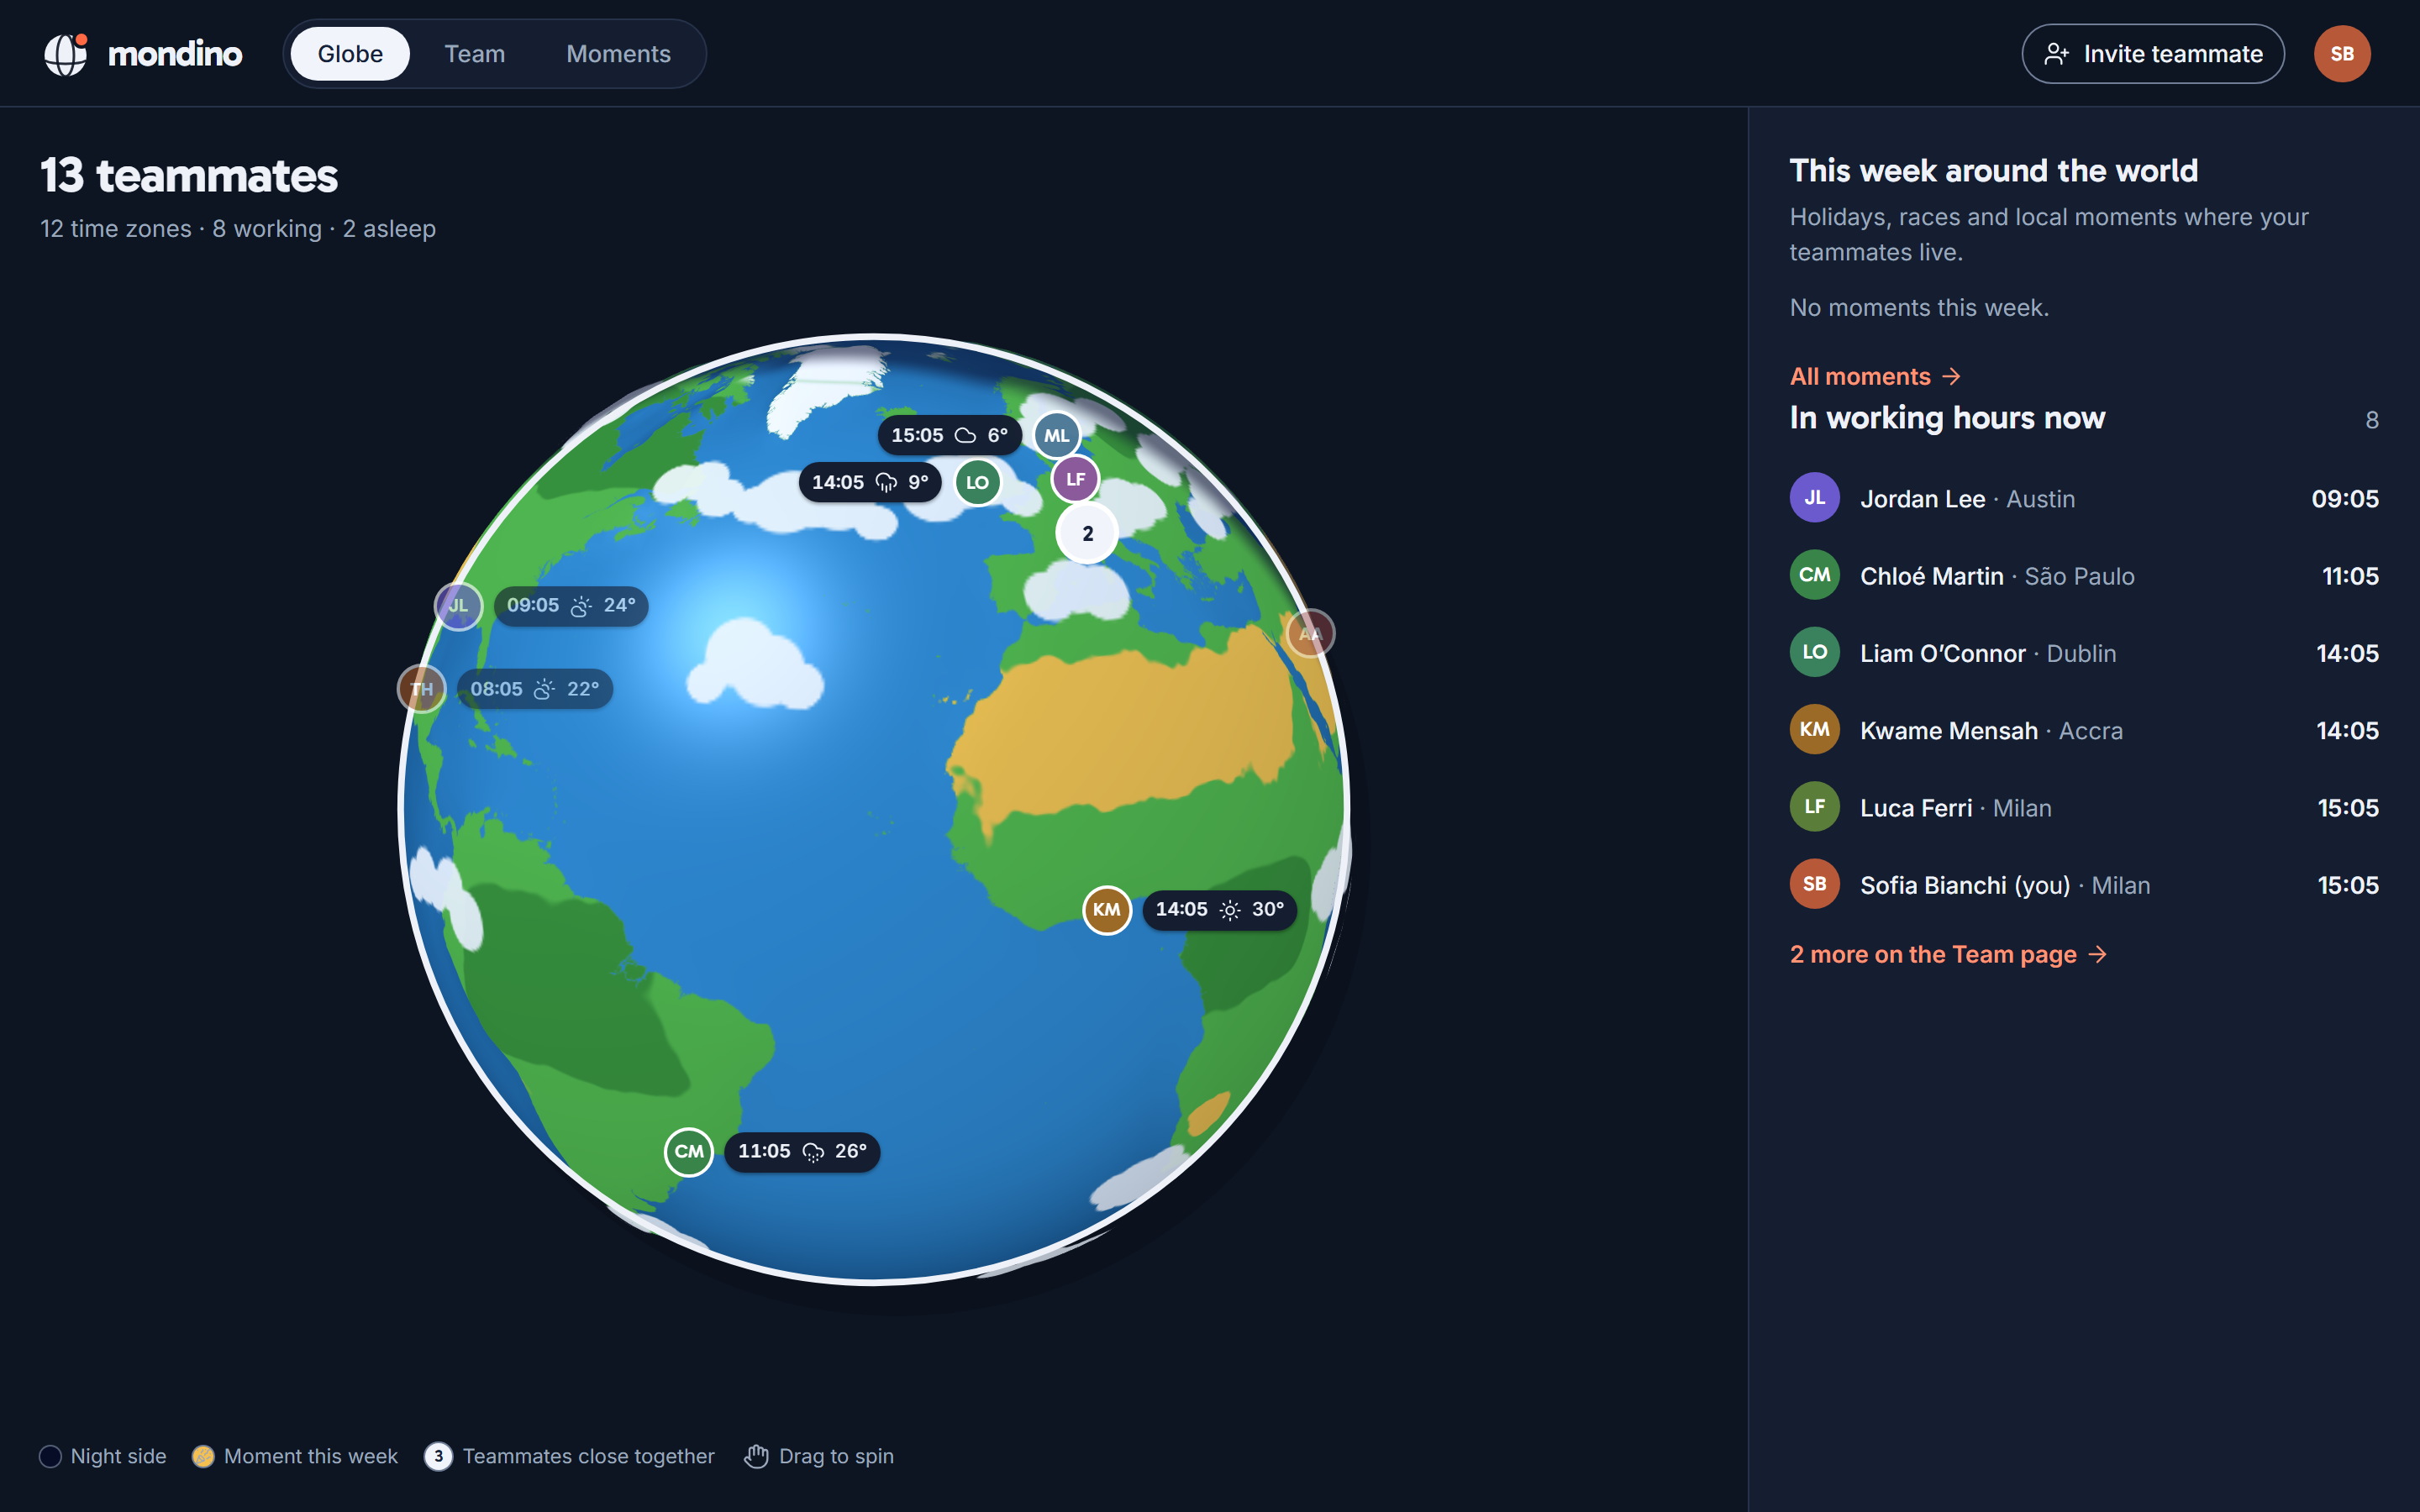 mondino
Globe
Team
Moments
Invite teammate
SB
13 teammates
12 time zones · 8 working · 2 asleep
15:05 6°
ML
14:05 9°
LO
LF
2
JL
09:05 24°
AA
TH
08:05 22°
KM
14:05 30°
CM
11:05 26°
Night side
Moment this week
3
Teammates close together
Drag to spin
This week around the world
Holidays, races and local moments where your
teammates live.
No moments this week.
All moments →
In working hours now 8
JL Jordan Lee · Austin 09:05
CM Chloé Martin · São Paulo 11:05
LO Liam O’Connor · Dublin 14:05
KM Kwame Mensah · Accra 14:05
LF Luca Ferri · Milan 15:05
SB Sofia Bianchi (you) · Milan 15:05
2 more on the Team page →